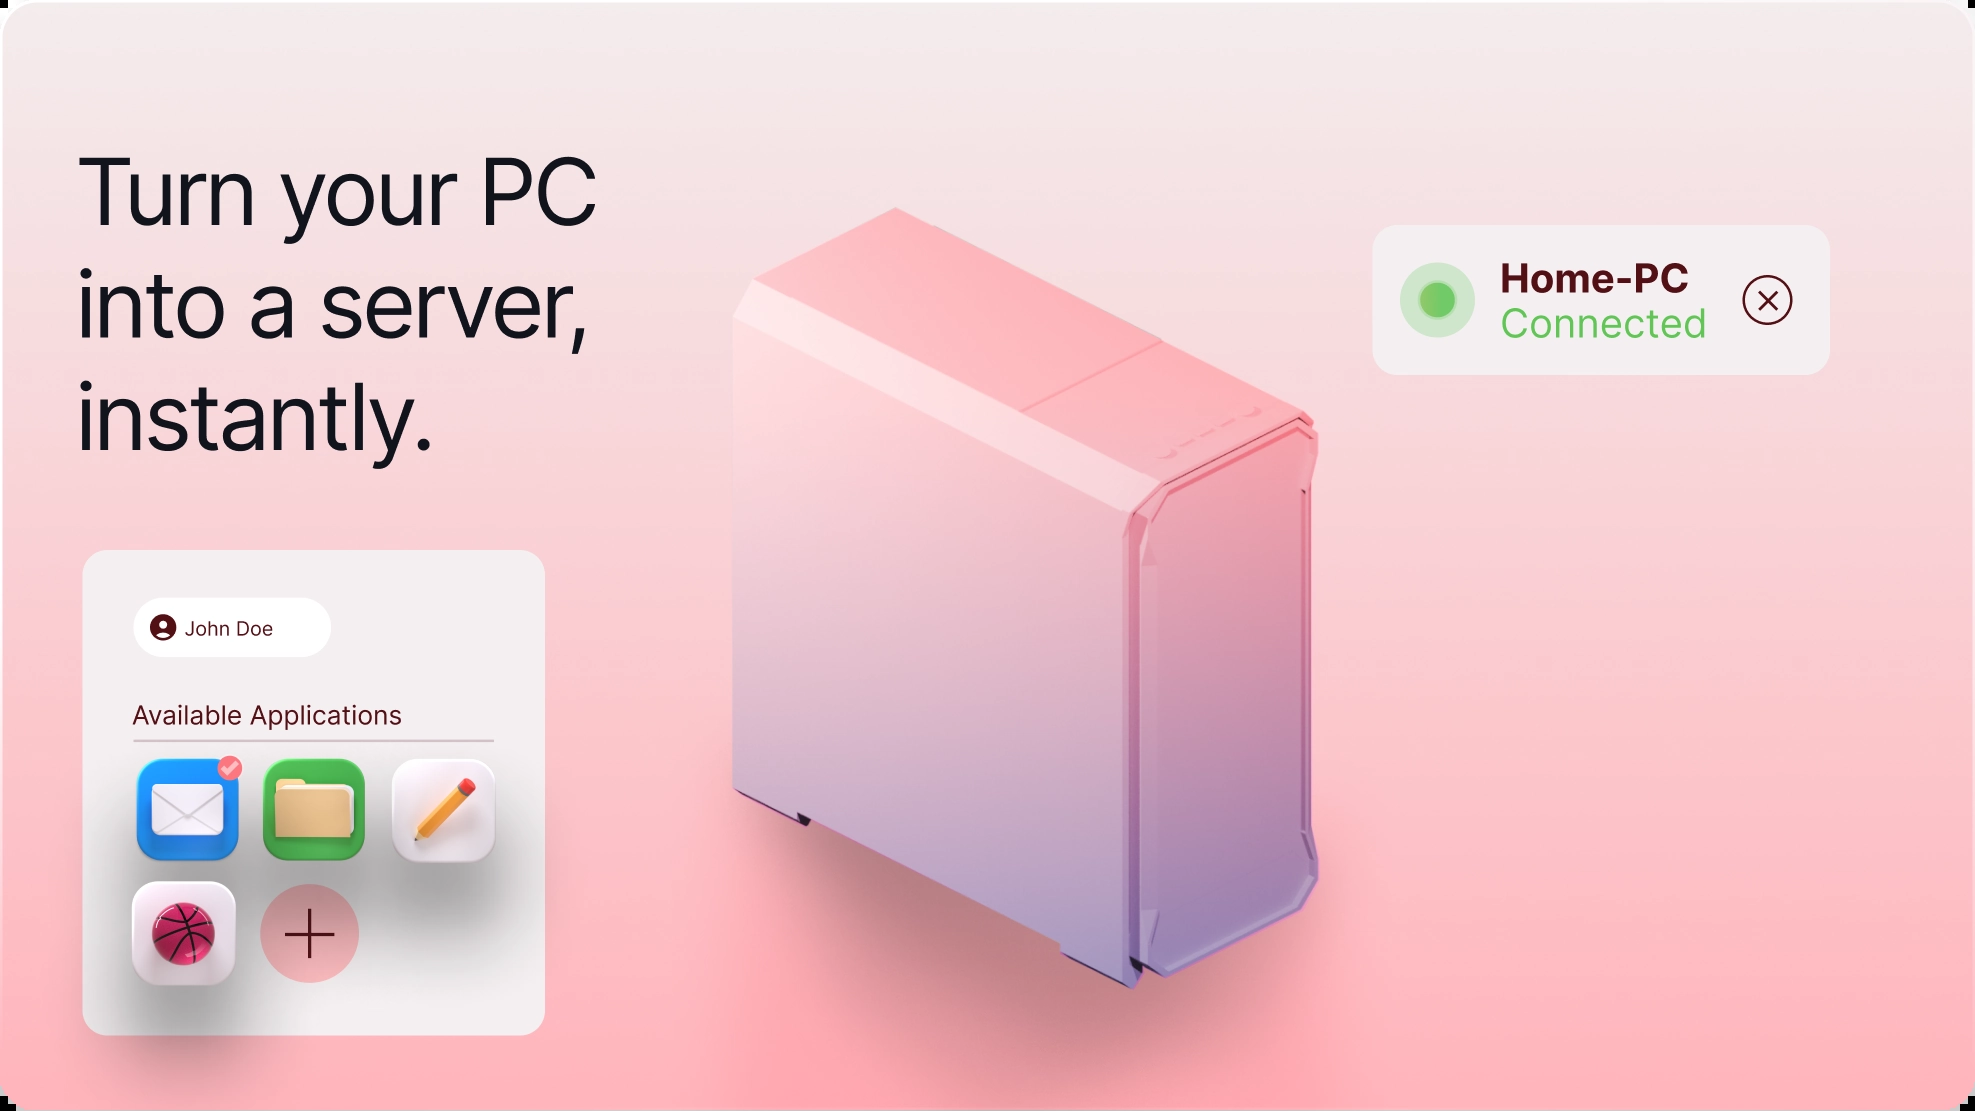 Turn your PC
into a server,
instantly.
Home-PC
Connected
John Doe
Available Applications